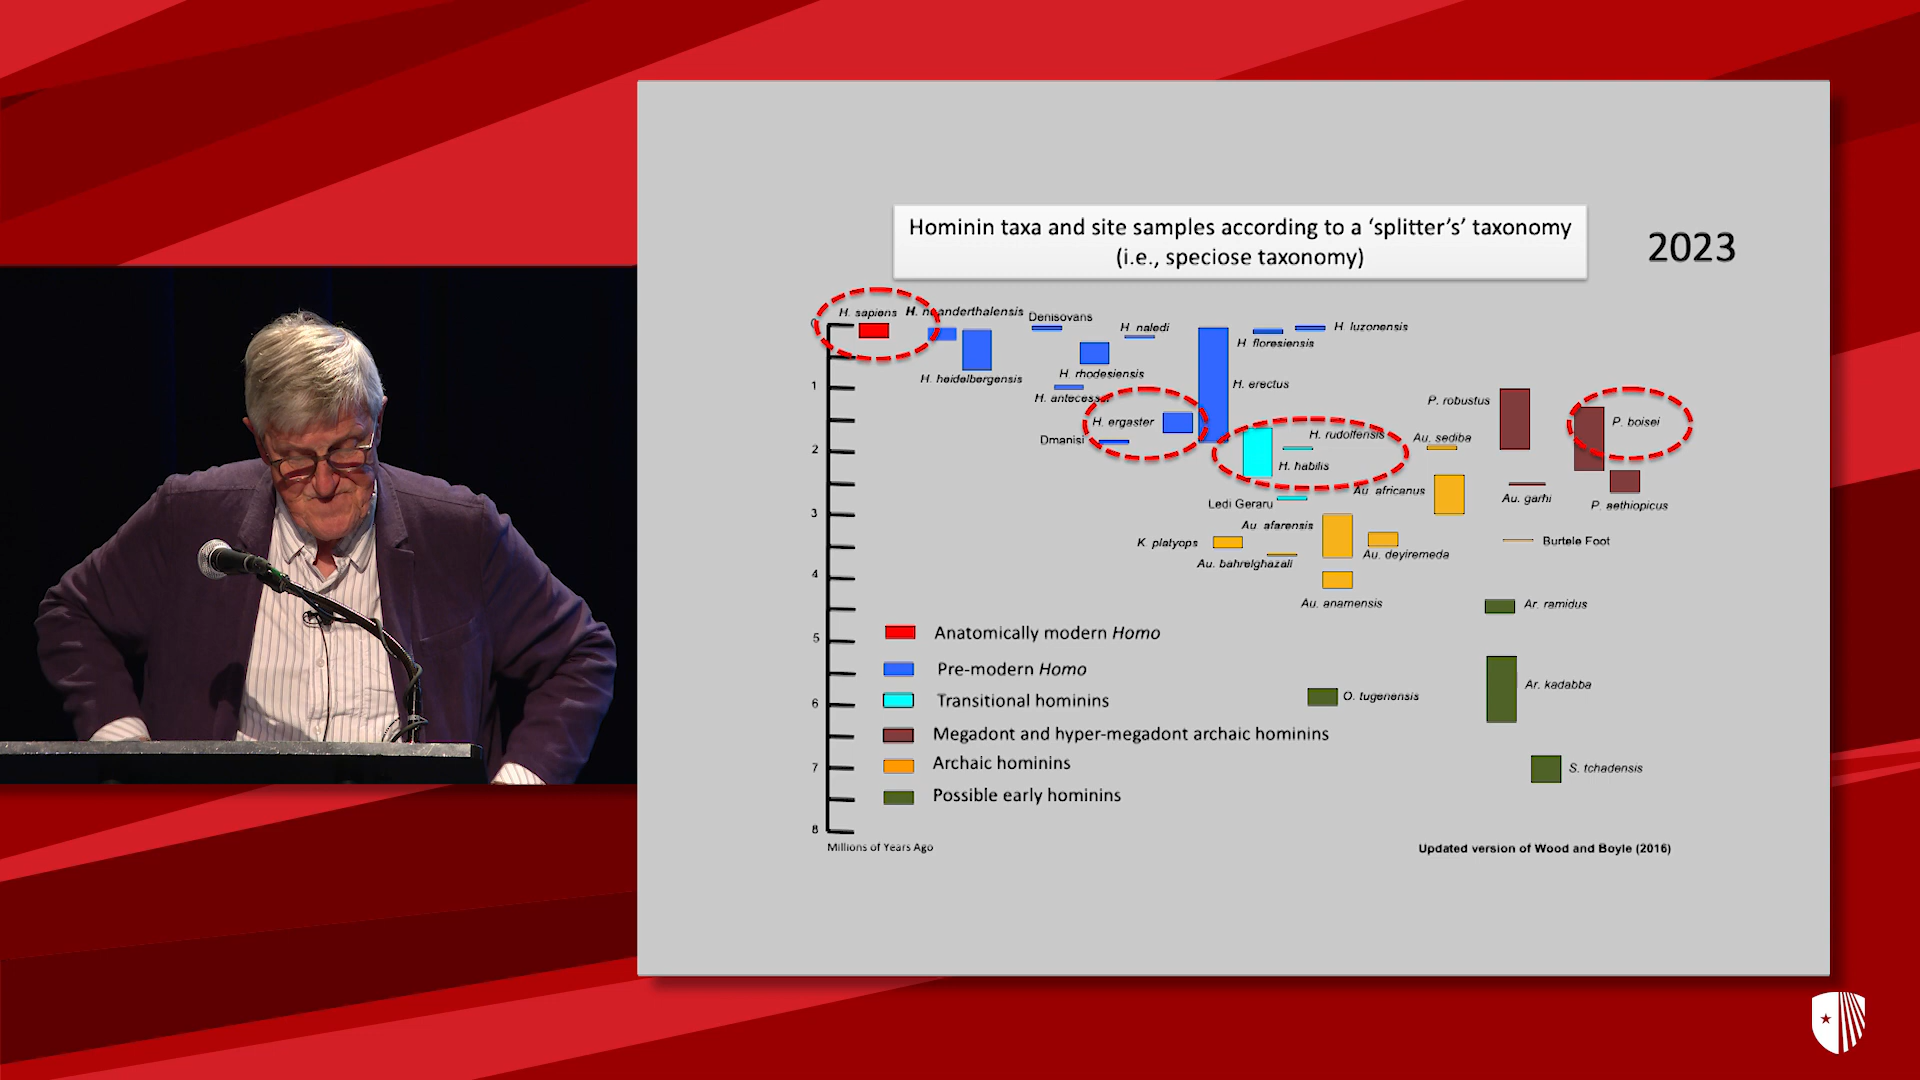 Hominin taxa and site samples according to a ‘splitter’s’ taxonomy
(i.e., speciose taxonomy)
2023
H. sapiens
H. neanderthalensis
Denisovans
H. naledi
H. luzonensis
H. floresiensis
H. heidelbergensis
H. rhodesiensis
H. erectus
H. antecessor
P. robustus
H. ergaster
P. boisei
Dmanisi
H. rudolfensis
Au. sediba
H. habilis
Au. africanus
Au. garhi
Ledi Geraru
P. aethiopicus
Au. afarensis
K. platyops
Burtele Foot
Au. deyiremeda
Au. bahrelghazali
Au. anamensis
Ar. ramidus
Ar. kadabba
O. tugenensis
S. tchadensis
0
1
2
3
4
5
6
7
8
Millions of Years Ago
Anatomically modern Homo
Pre-modern Homo
Transitional hominins
Megadont and hyper-megadont archaic hominins
Archaic hominins
Possible early hominins
Updated version of Wood and Boyle (2016)